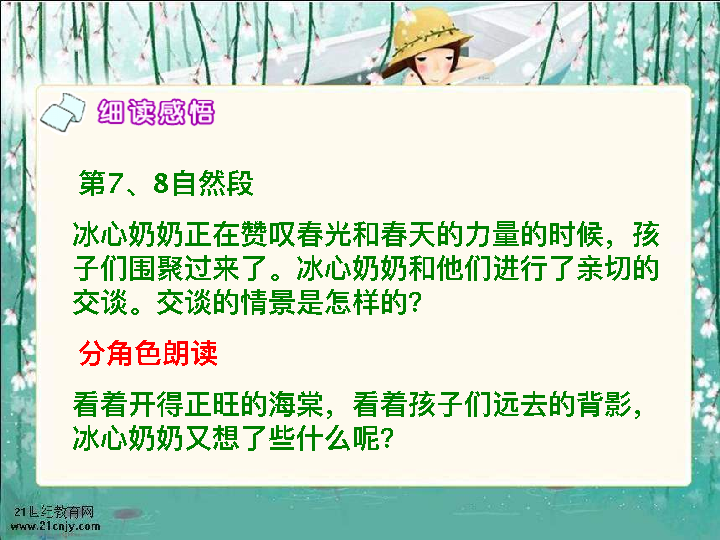 细读感悟
第7、8自然段
冰心奶奶正在赞叹春光和春天的力量的时候，孩
子们围聚过来了。冰心奶奶和他们进行了亲切的
交谈。交谈的情景是怎样的？
分角色朗读
看着开得正旺的海棠，看着孩子们远去的背影，
冰心奶奶又想了些什么呢？
21世纪教育网
www.21cnjy.com